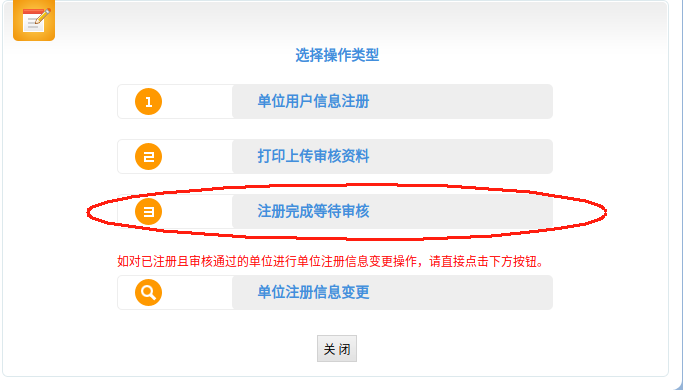 选择操作类型
1 单位用户信息注册
2 打印上传审核资料
3 注册完成等待审核
如对已注册且审核通过的单位进行单位注册信息变更操作，请直接点击下方按钮。
单位注册信息变更
关 闭